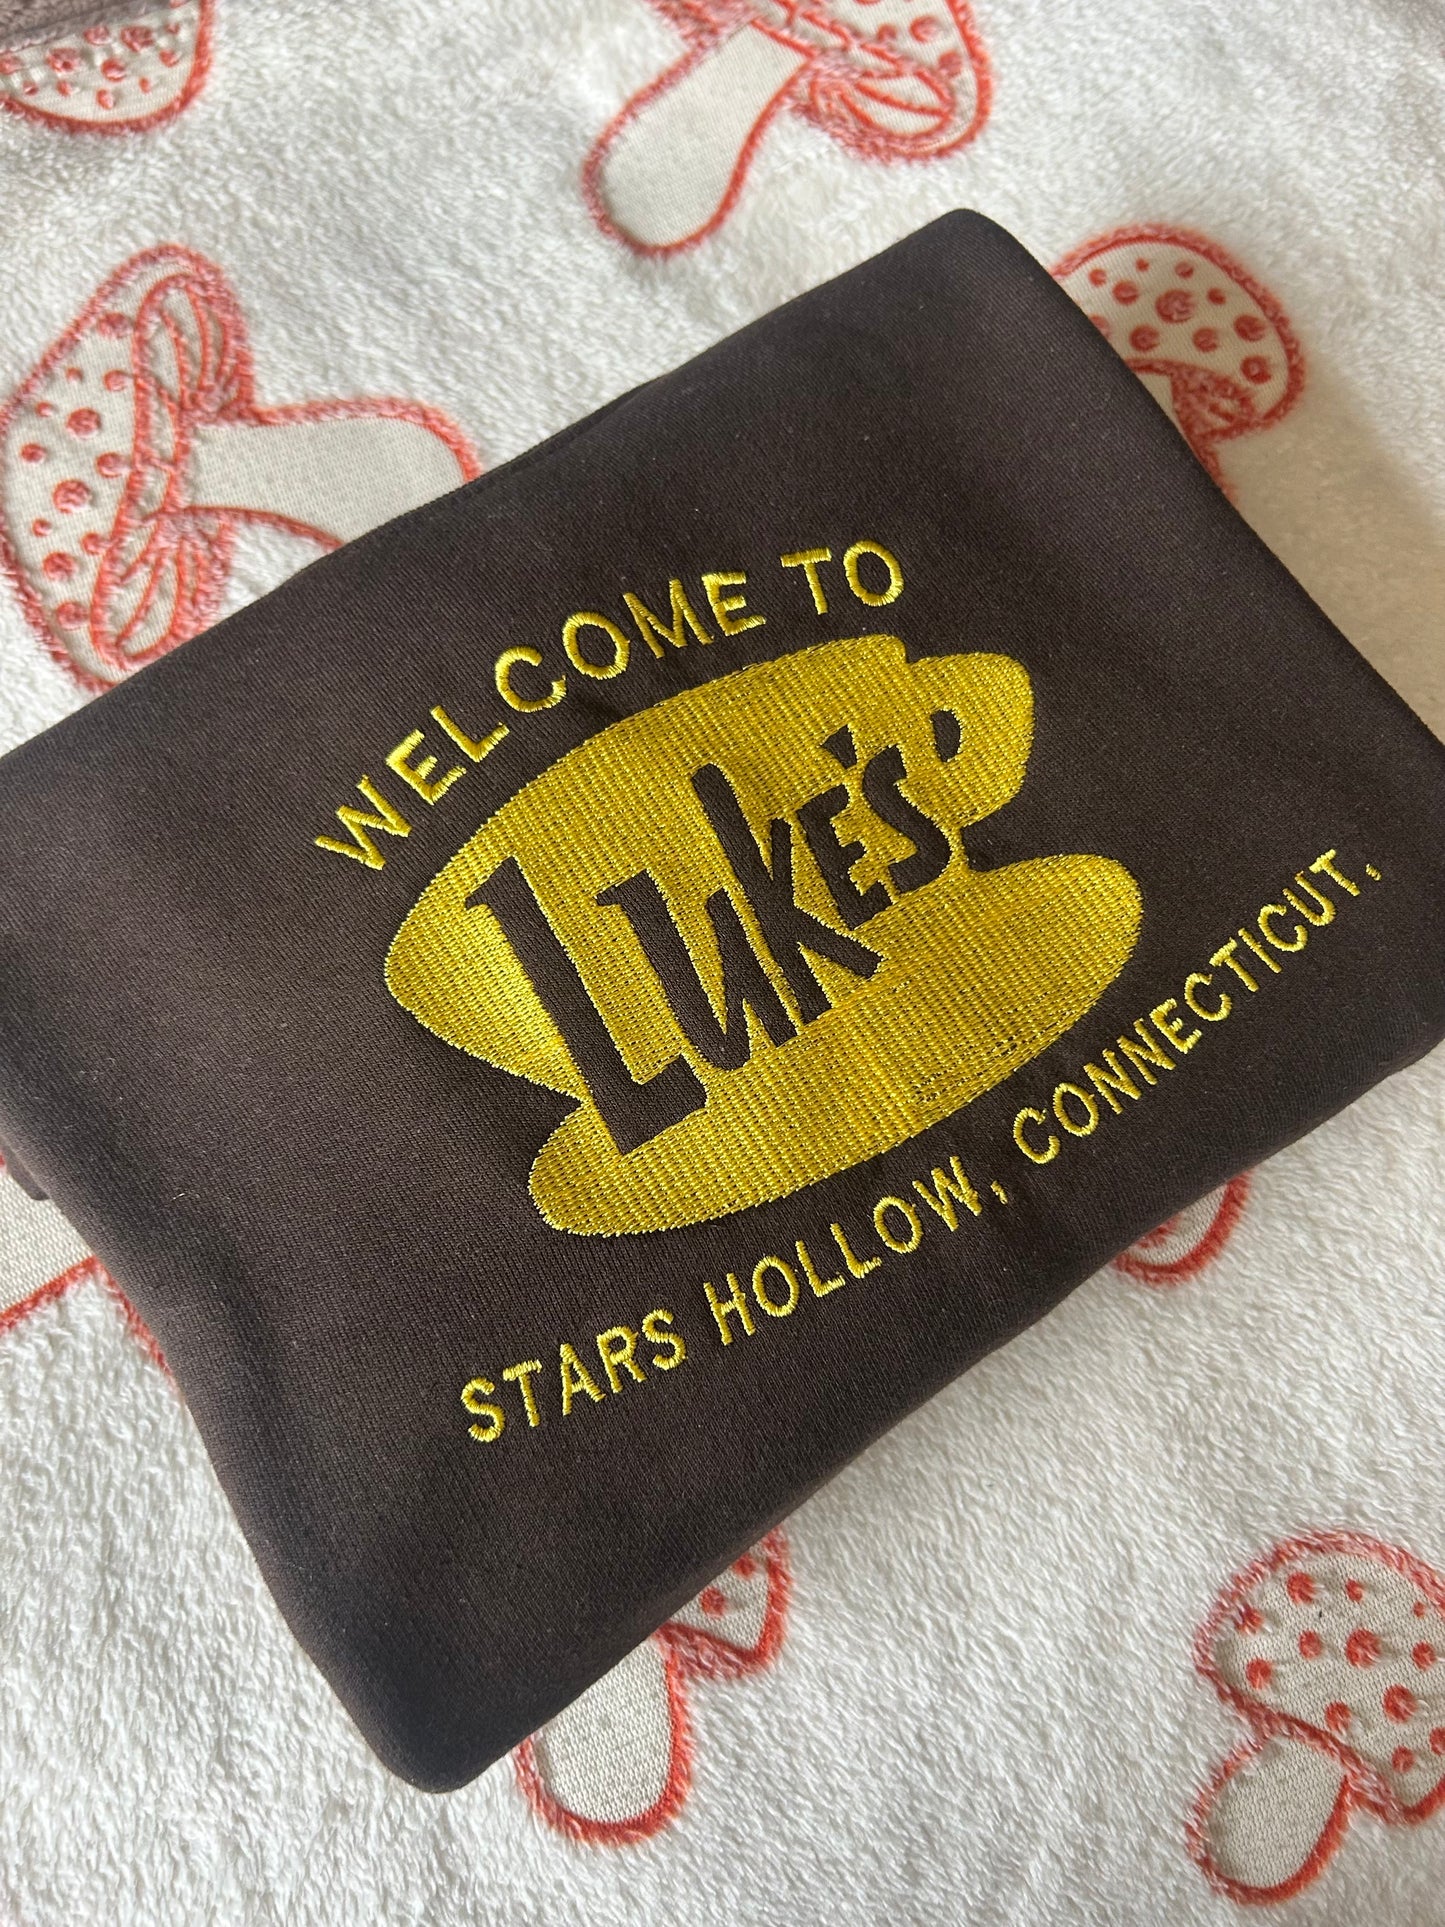 WELCOME TO
LUKE'S
STARS HOLLOW, CONNECTICUT,